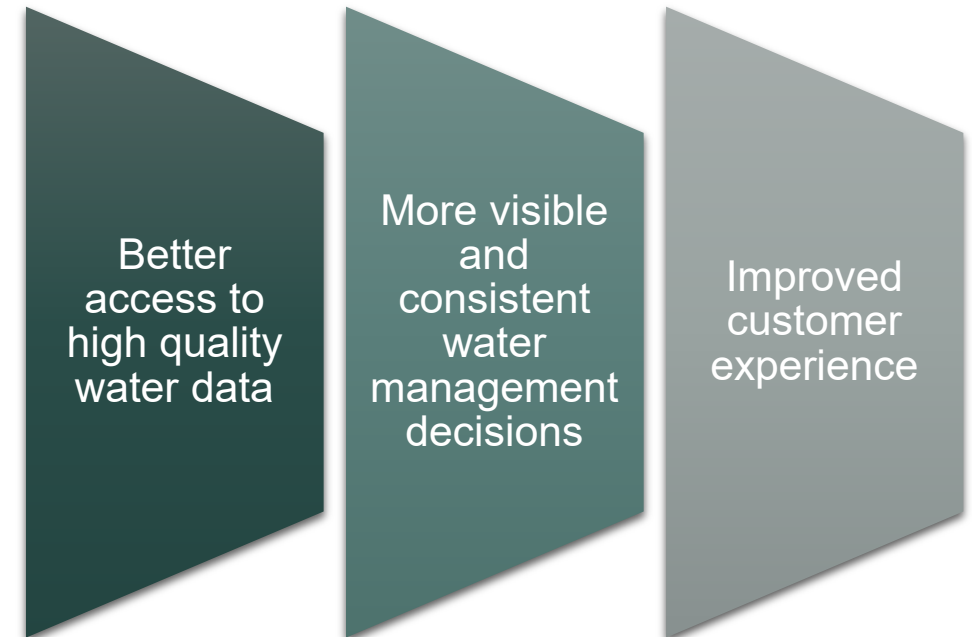 Better
access to
high quality
water data
More visible
and
consistent
water
management
decisions
Improved
customer
experience